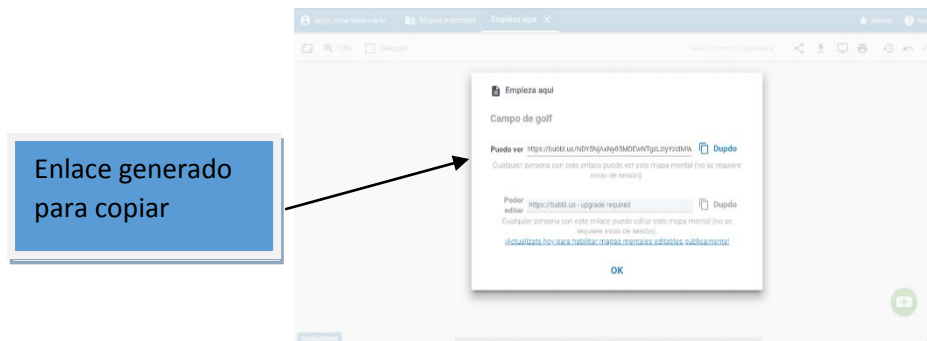 Mapas mentales
Empieza aquí
Selección
Enlace generado
para copiar
Empieza aquí
Campo de golf
Puedo ver
Dupdo
Cualquier persona con este enlace puede ver este mapa mental (no se requiere
inicio de sesión).
Poder
editar
https://bubbl.us - upgrade required
Dupdo
Cualquier persona con este enlace puede editar este mapa mental (no se
requiere inicio de sesión).
¡Actualízate hoy para habilitar mapas mentales editables públicamente!
OK